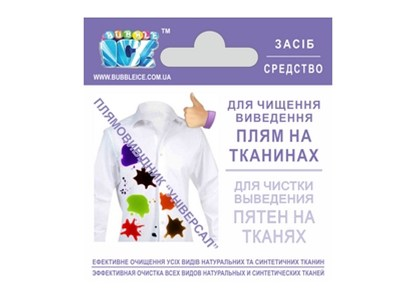 BUBBLE
ICE
TM
WWW.BUBBLEICE.COM.UA
ЗАСІБ
СРЕДСТВО
ДЛЯ ЧИЩЕННЯ
ВИВЕДЕННЯ
ПЛЯМ НА
ТКАНИНАХ
ПЛЯМОВИВІДНИК "УНІВЕРСАЛ"
ДЛЯ ЧИСТКИ
ВЫВЕДЕНИЯ
ПЯТЕН НА
ТКАНЯХ
ЕФЕКТИВНЕ ОЧИЩЕННЯ УСІХ ВИДІВ НАТУРАЛЬНИХ ТА СИНТЕТИЧНИХ ТКАНИН
ЭФФЕКТИВНАЯ ОЧИСТКА ВСЕХ ВИДОВ НАТУРАЛЬНЫХ И СИНТЕТИЧЕСКИХ ТКАНЕЙ